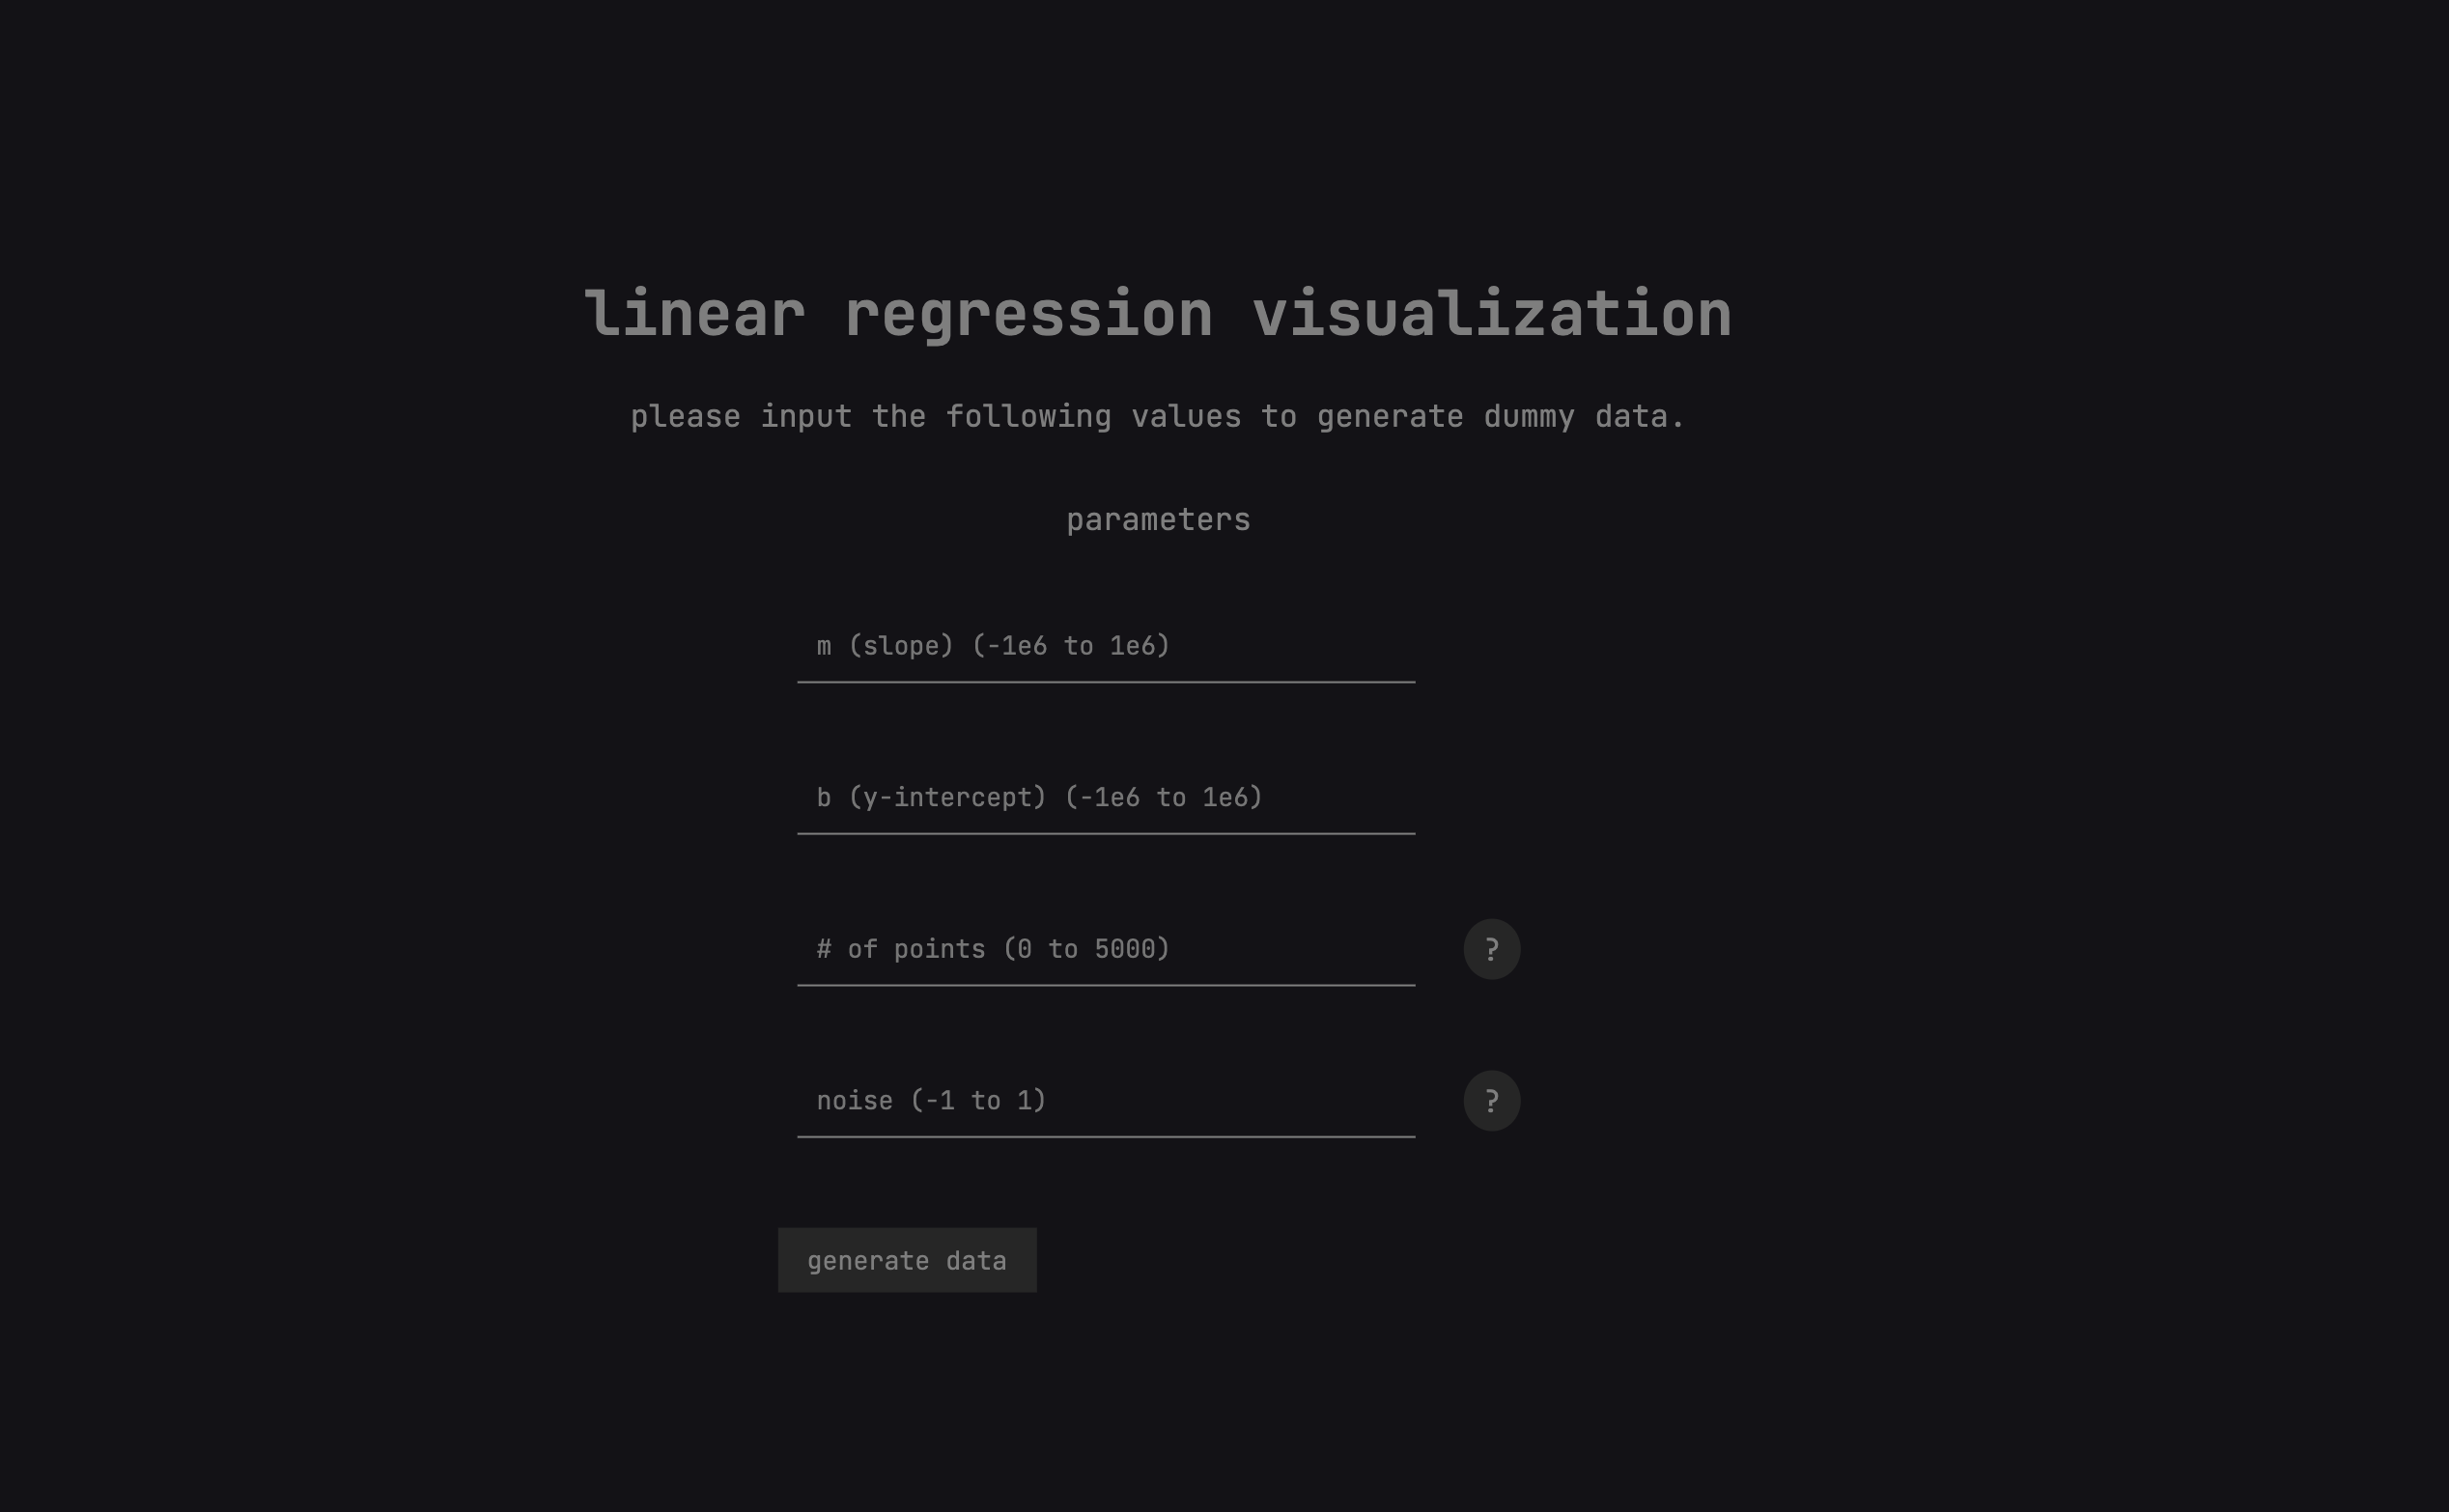 linear regression visualization
please input the following values to generate dummy data.
parameters
m (slope) (-1e6 to 1e6)
b (y-intercept) (-1e6 to 1e6)
# of points (0 to 5000)
?
noise (-1 to 1)
?
generate data